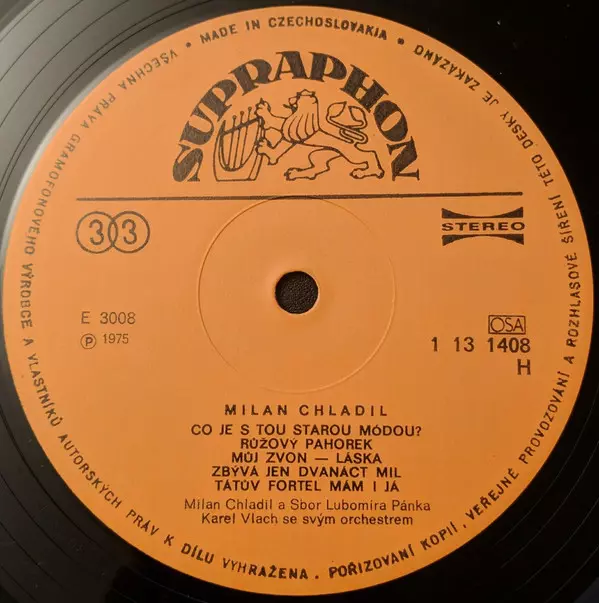 VŠECHNA PRÁVA GRAMOFONOVÉHO VÝROBCE A VLASTNÍKŮ AUTORSKÝCH PRÁV K DÍLU VYHRAŽENA . POŘIZOVÁNÍ KOPIÍ, VEŘEJNÉ PROVOZOVÁNÍ A ROZHLASOVÉ ŠÍŘENÍ TÉTO DESKY JE ZAKÁZÁNO
• MADE IN CZECHOSLOVAKIA •
SUPRAPHON
33
STEREO
E 3008
Ⓟ 1975
OSA
1 13 1408
H
MILAN CHLADIL
CO JE S TOU STAROU MÓDOU?
RŮŽOVÝ PAHOREK
MŮJ ZVON — LÁSKA
ZBÝVÁ JEN DVANÁCT MIL
TÁTŮV FORTEL MÁM I JÁ
Milan Chladil a Sbor Lubomíra Pánka
Karel Vlach se svým orchestrem